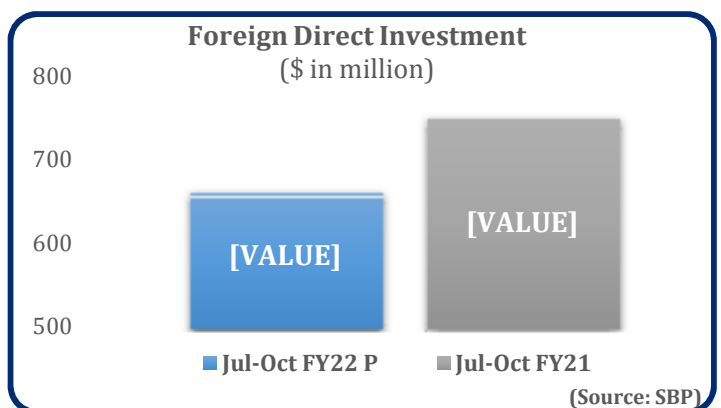 Foreign Direct Investment
($ in million)
800
700
600
500
[VALUE]
[VALUE]
Jul-Oct FY22 P
Jul-Oct FY21
(Source: SBP)